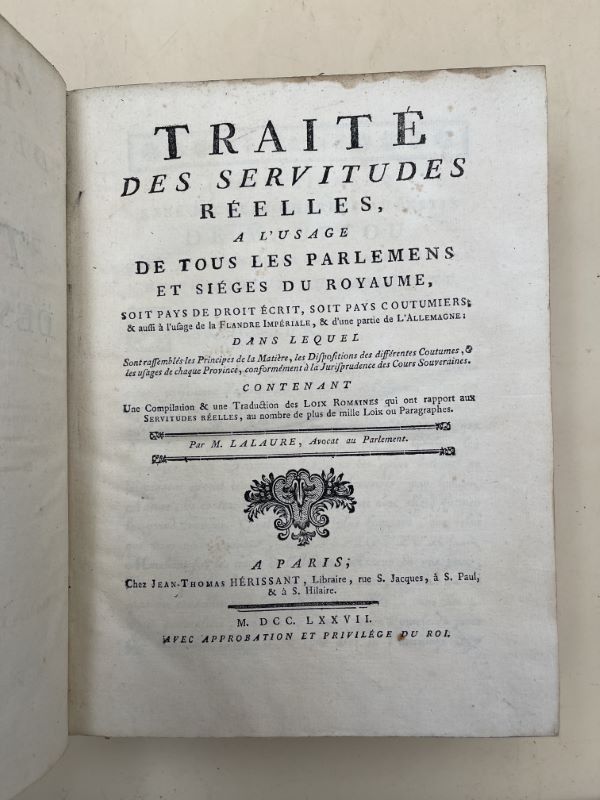 TRAITÉ
DES SERVITUDES
RÉELLES,
A L'USAGE
DE TOUS LES PARLEMENS
ET SIÉGES DU ROYAUME,
SOIT PAYS DE DROIT ÉCRIT, SOIT PAYS COUTUMIERS;
& aussi à l'usage de la FLANDRE IMPÉRIALE, & d'une partie de L'ALLEMAGNE:
DANS LEQUEL
Sont rassemblés les Principes de la Matière, les Dispositions des différentes Coutumes, &
les usages de chaque Province, conformément à la Jurisprudence des Cours Souveraines.
CONTENANT
Une Compilation & une Traduction des LOIX ROMAINES qui ont rapport aux
SERVITUDES RÉELLES, au nombre de plus de mille Loix ou Paragraphes.
Par M. LALAURE, Avocat au Parlement.
A PARIS;
Chez JEAN-THOMAS HÉRISSANT, Libraire, rue S. Jacques, à S. Paul,
& à S. Hilaire.
M. DCC. LXXVII.
AVEC APPROBATION ET PRIVILÉGE DU ROI.